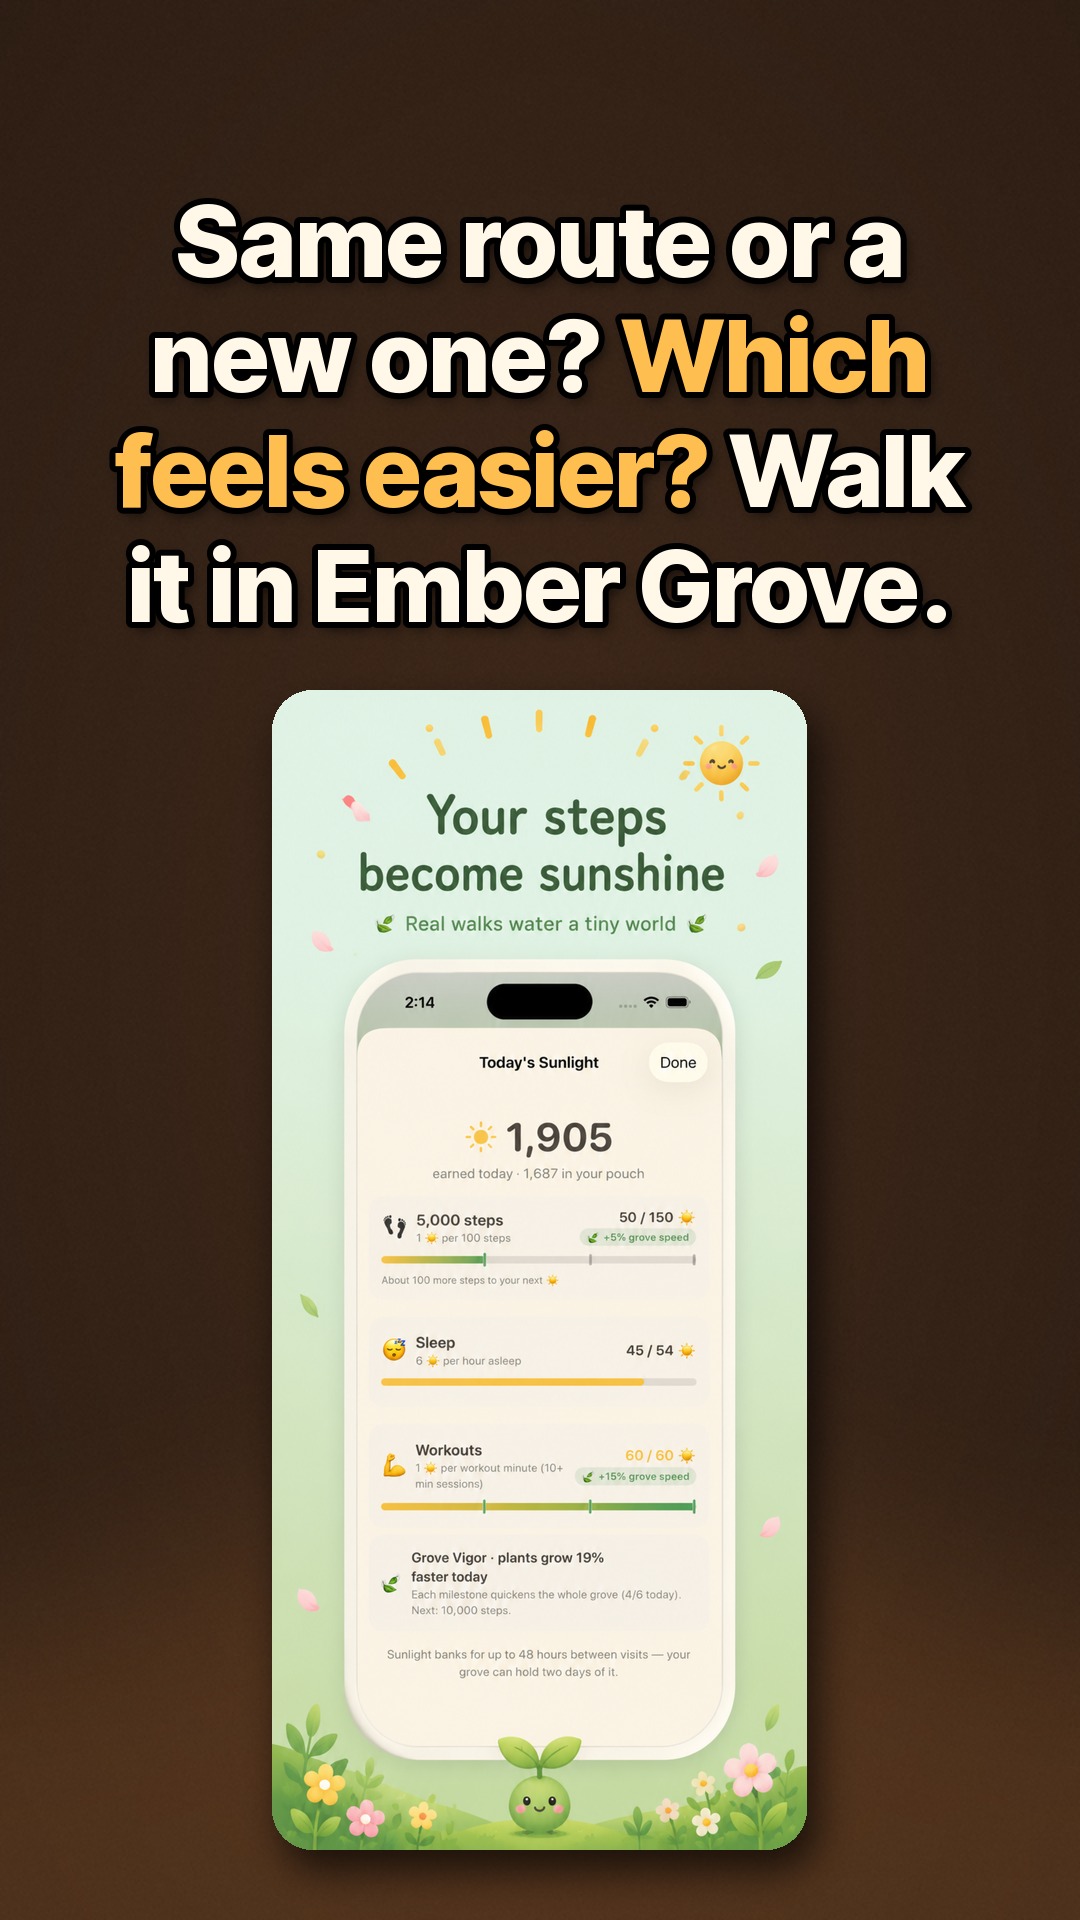 Same route or a
new one? Which
feels easier? Walk
it in Ember Grove.
Your steps
become sunshine
Real walks water a tiny world
2:14
Today's Sunlight
Done
1,905
earned today · 1,687 in your pouch
5,000 steps
50 / 150
1 ☀️ per 100 steps
+5% grove speed
About 100 more steps to your next ☀️
Sleep
45 / 54
6 ☀️ per hour asleep
Workouts
60 / 60
1 ☀️ per workout minute (10+
min sessions)
+15% grove speed
Grove Vigor · plants grow 19%
faster today
Each milestone quickens the whole grove (4/6 today).
Next: 10,000 steps.
Sunlight banks for up to 48 hours between visits — your
grove can hold two days of it.